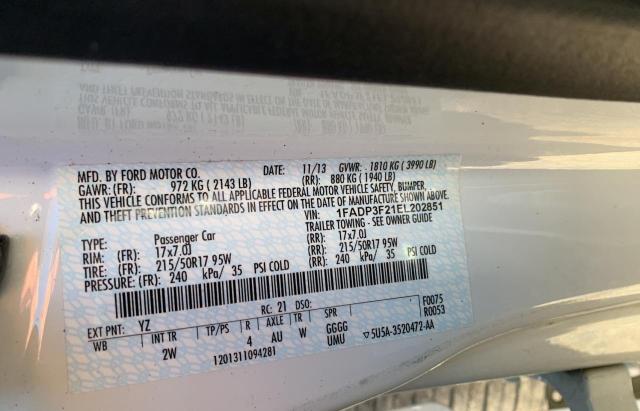 MFD. BY FORD MOTOR CO. DATE: 11/13 GVWR: 1810 KG ( 3990 LB)
GAWR: (FR): 972 KG ( 2143 LB) (RR): 880 KG ( 1940 LB)
THIS VEHICLE CONFORMS TO ALL APPLICABLE FEDERAL MOTOR VEHICLE SAFETY, BUMPER,
AND THEFT PREVENTION STANDARDS IN EFFECT ON THE DATE OF MANUFACTURE SHOWN ABOVE.
VIN: 1FADP3F21EL202851
TYPE: Passenger Car TRAILER TOWING - SEE OWNER GUIDE
RIM: (FR): 17x7.0J (RR): 17x7.0J
TIRE: (FR): 215/50R17 95W (RR): 215/50R17 95W
PRESSURE: (FR): 240 kPa/ 35 PSI COLD (RR): 240 kPa/ 35 PSI COLD
EXT PNT: YZ RC: 21 DSO: F0075
WB INT TR TP/PS R AXLE TR SPR R0053
2W 4 AU W GGGG
UMU 5U5A-3520472-AA
1201311094281